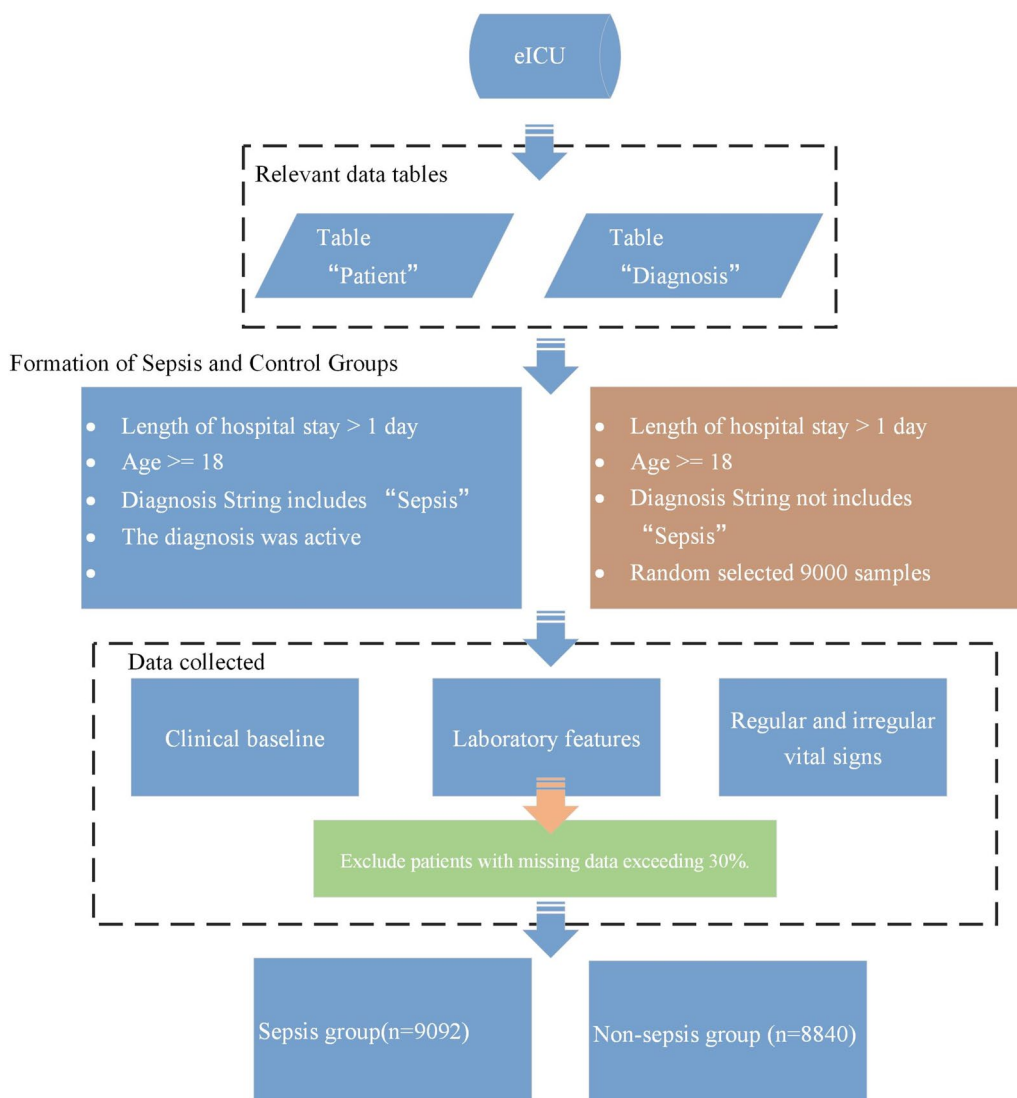 eICU
Relevant data tables
Table
“Patient”
Table
“Diagnosis”
Formation of Sepsis and Control Groups
• Length of hospital stay > 1 day
• Age >= 18
• Diagnosis String includes “Sepsis”
• The diagnosis was active
•
• Length of hospital stay > 1 day
• Age >= 18
• Diagnosis String not includes
“Sepsis”
• Random selected 9000 samples
Data collected
Clinical baseline
Laboratory features
Regular and irregular
vital signs
Exclude patients with missing data exceeding 30%.
Sepsis group(n=9092)
Non-sepsis group (n=8840)